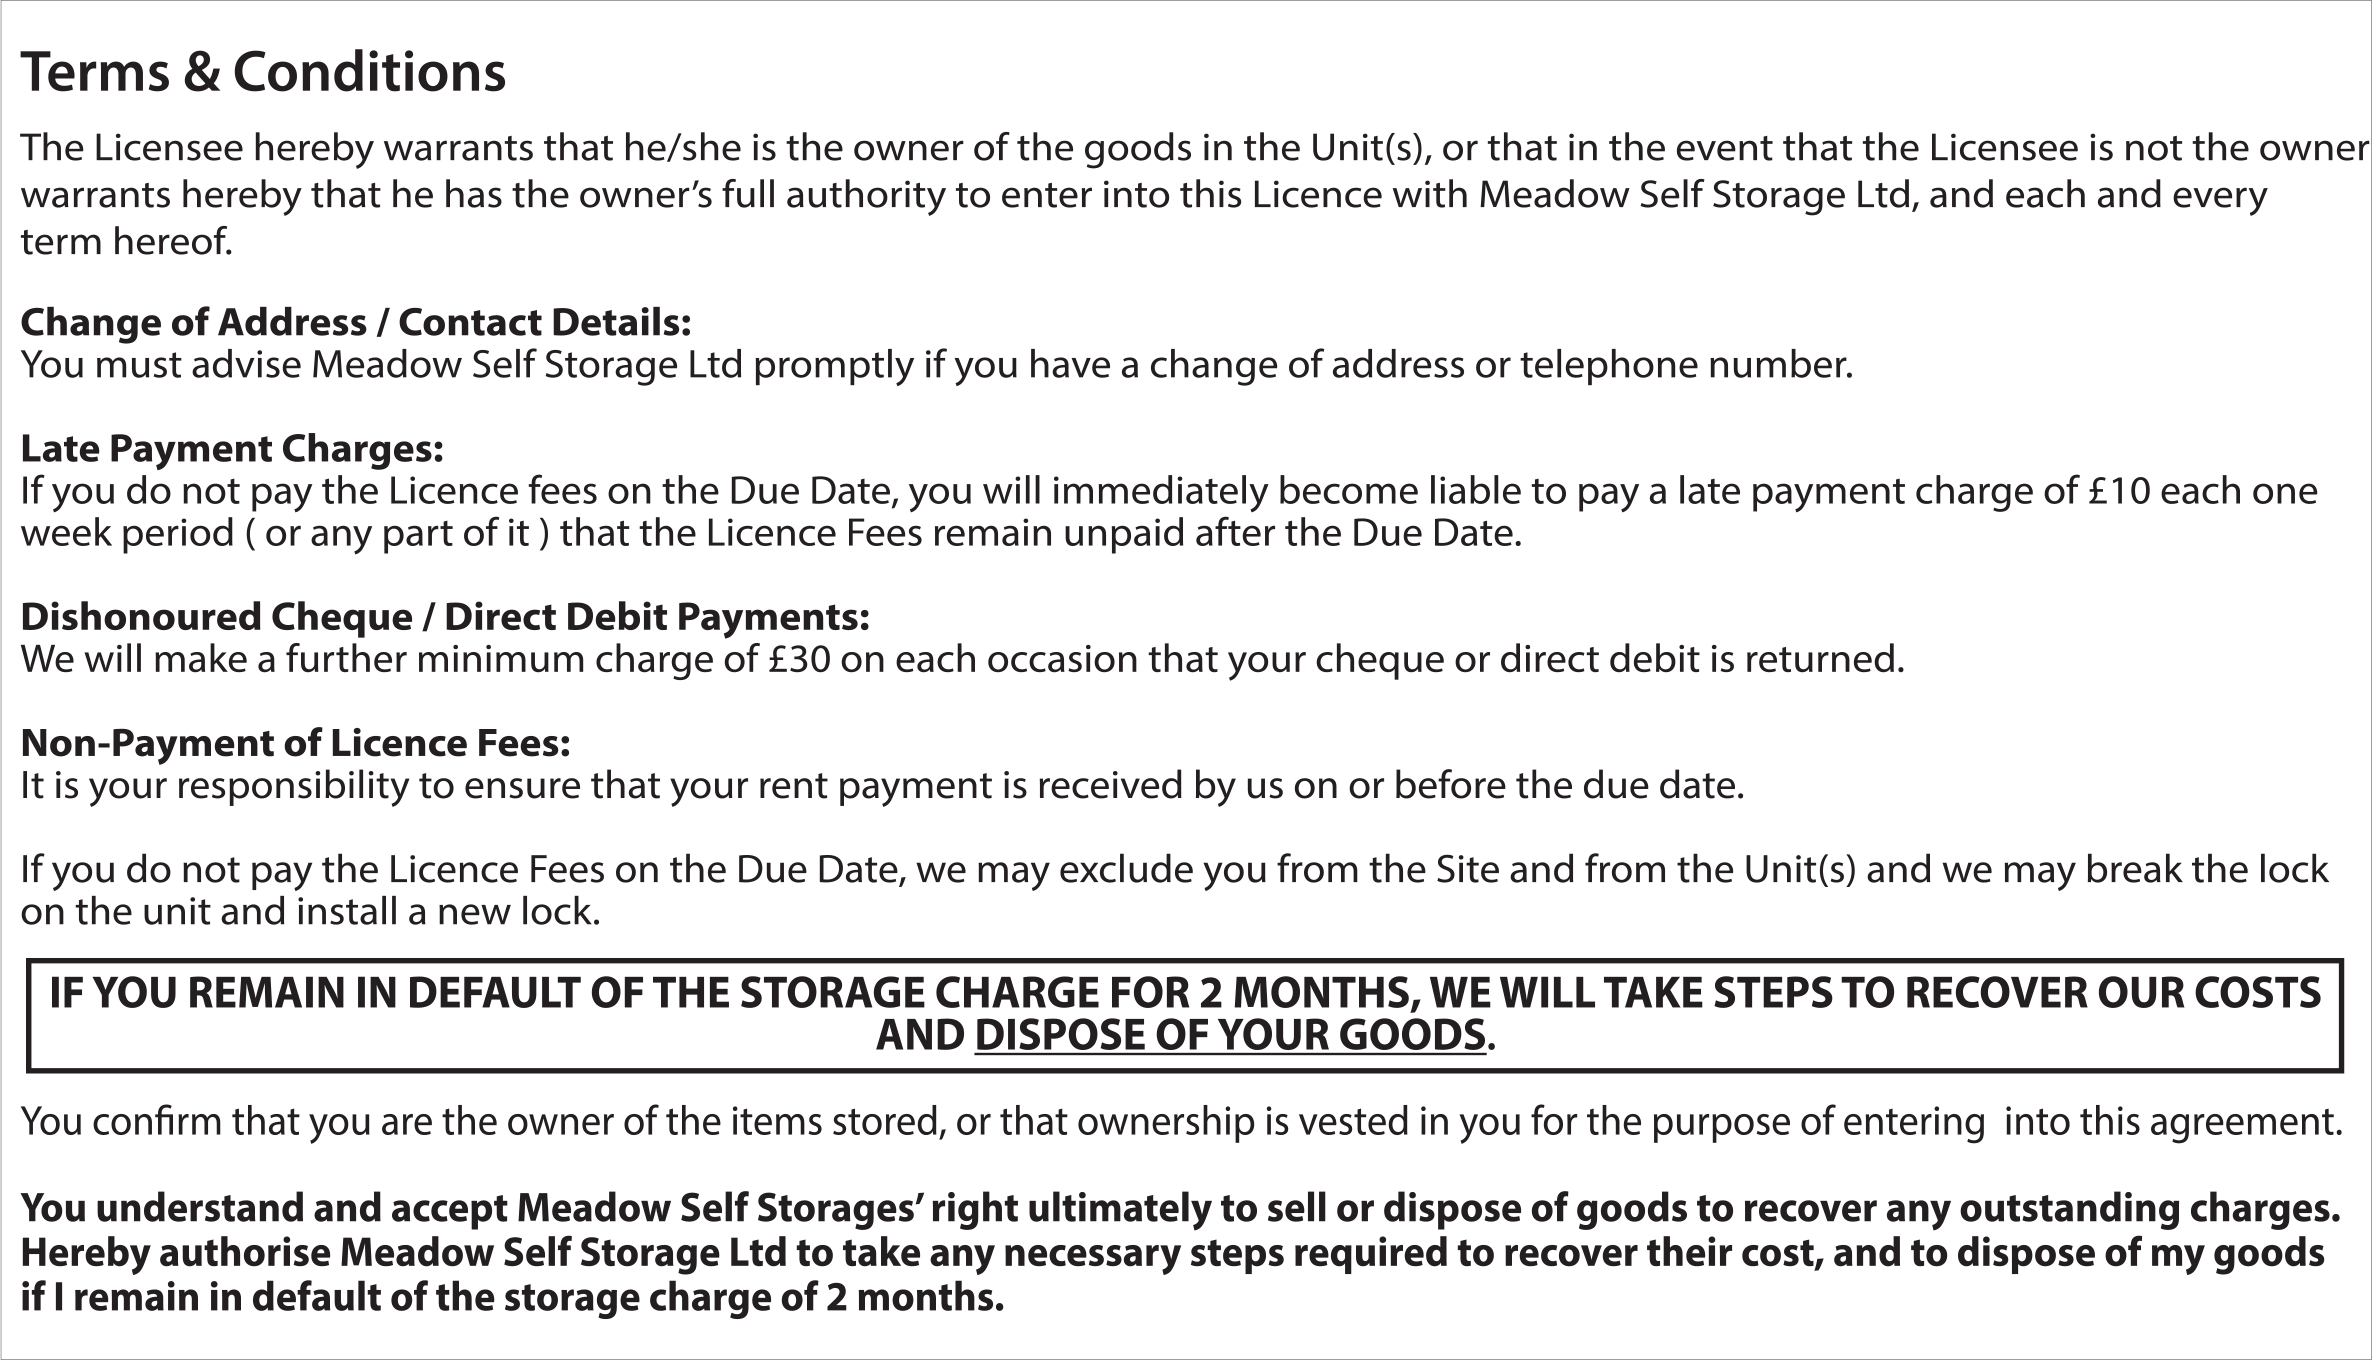 Terms & Conditions
The Licensee hereby warrants that he/she is the owner of the goods in the Unit(s), or that in the event that the Licensee is not the owner
warrants hereby that he has the owner’s full authority to enter into this Licence with Meadow Self Storage Ltd, and each and every
term hereof.
Change of Address / Contact Details:
You must advise Meadow Self Storage Ltd promptly if you have a change of address or telephone number.
Late Payment Charges:
If you do not pay the Licence fees on the Due Date, you will immediately become liable to pay a late payment charge of £10 each one
week period ( or any part of it ) that the Licence Fees remain unpaid after the Due Date.
Dishonoured Cheque / Direct Debit Payments:
We will make a further minimum charge of £30 on each occasion that your cheque or direct debit is returned.
Non-Payment of Licence Fees:
It is your responsibility to ensure that your rent payment is received by us on or before the due date.
If you do not pay the Licence Fees on the Due Date, we may exclude you from the Site and from the Unit(s) and we may break the lock
on the unit and install a new lock.
IF YOU REMAIN IN DEFAULT OF THE STORAGE CHARGE FOR 2 MONTHS, WE WILL TAKE STEPS TO RECOVER OUR COSTS
AND DISPOSE OF YOUR GOODS.
You confirm that you are the owner of the items stored, or that ownership is vested in you for the purpose of entering  into this agreement.
You understand and accept Meadow Self Storages’ right ultimately to sell or dispose of goods to recover any outstanding charges.
Hereby authorise Meadow Self Storage Ltd to take any necessary steps required to recover their cost, and to dispose of my goods
if I remain in default of the storage charge of 2 months.